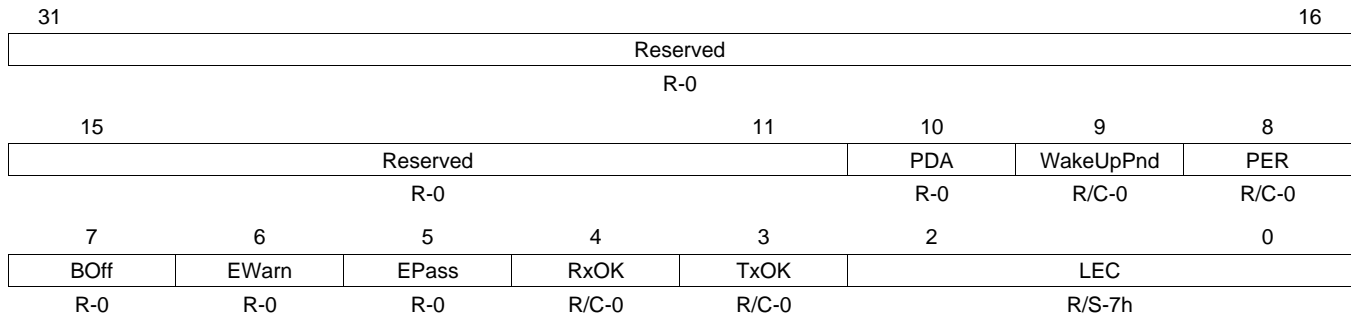 31 16
Reserved
R-0
15 11 10 9 8
Reserved PDA WakeUpPnd PER
R-0 R-0 R/C-0 R/C-0
7 6 5 4 3 2 0
BOff EWarn EPass RxOK TxOK LEC
R-0 R-0 R-0 R/C-0 R/C-0 R/S-7h